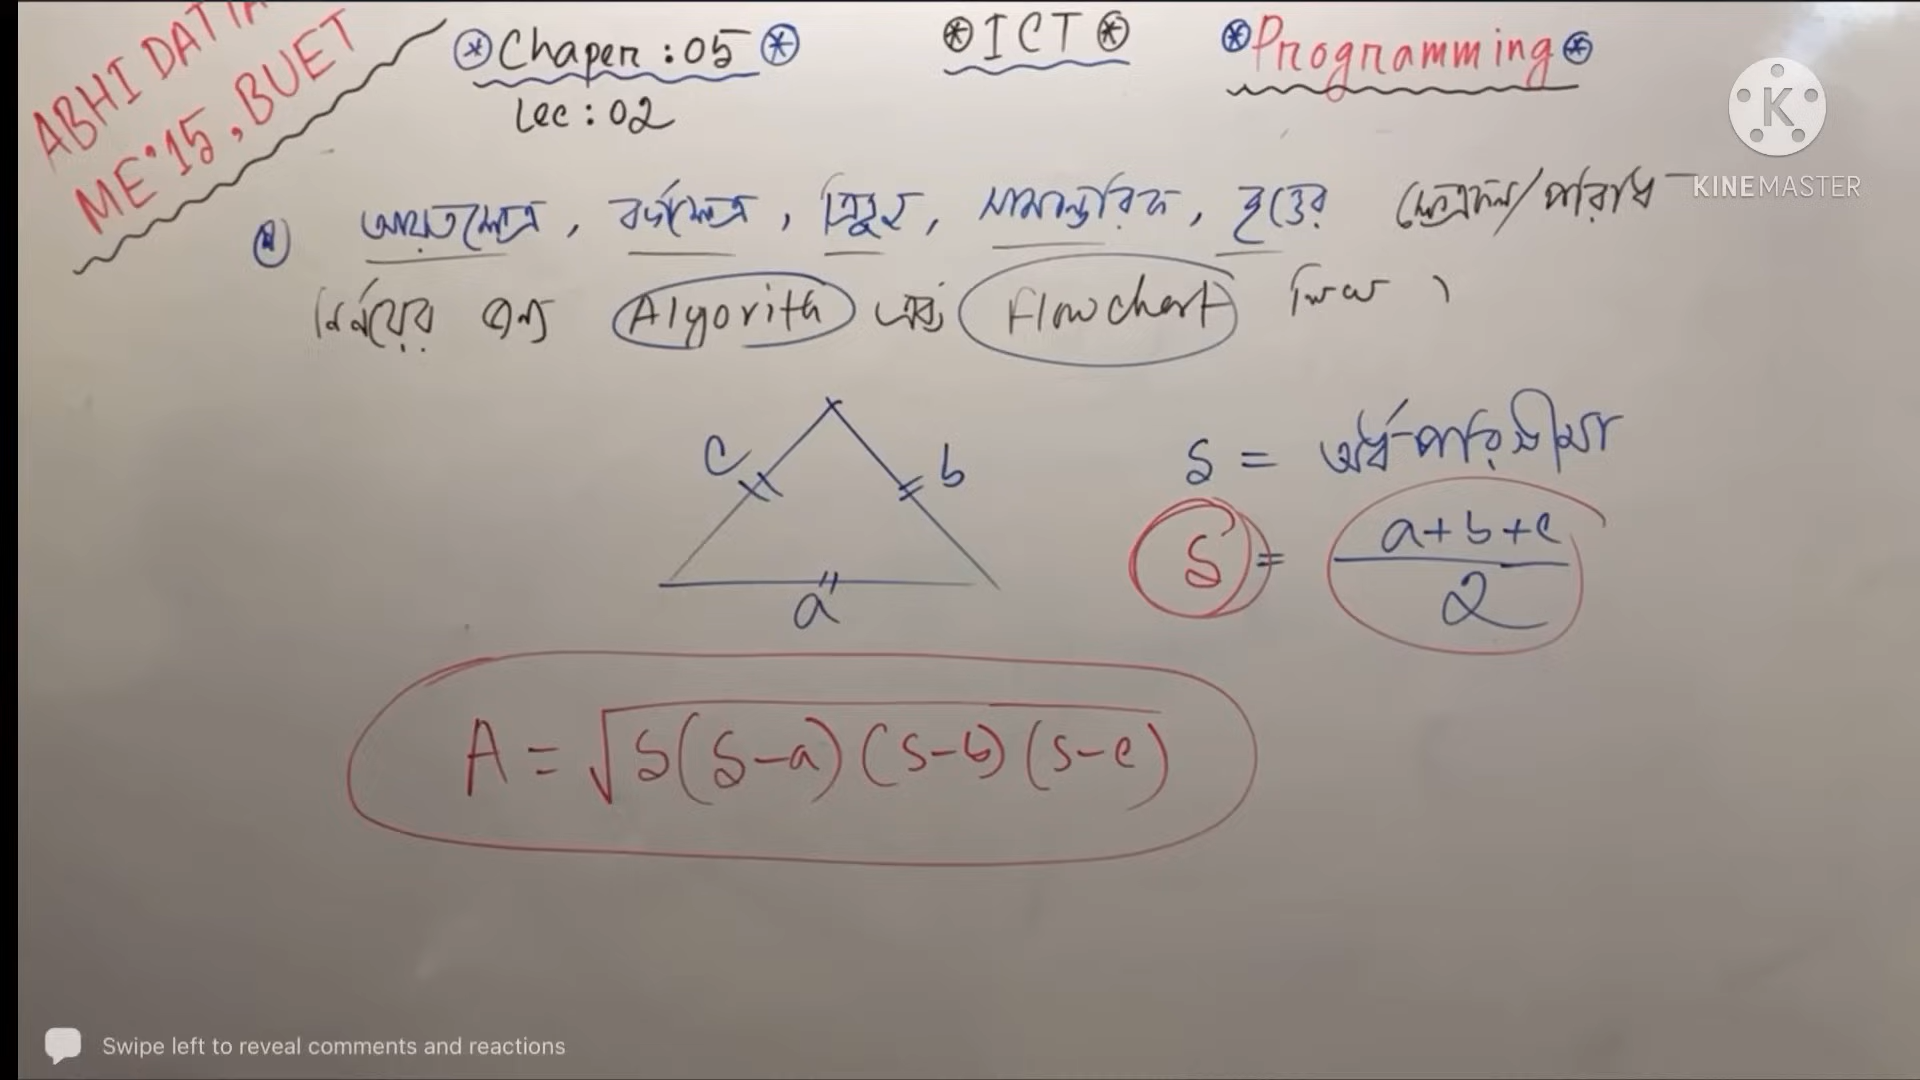 ABHI DATTA
ME'15, BUET
Chaper : 05
Lec : 02
ICT
Programming
KINEMASTER
আয়তক্ষেত্র, বর্গক্ষেত্র, ত্রিভুজ, সামান্তরিক, বৃত্তের ক্ষেত্রফল/পরিধি
নির্ণয়ের জন্য Algorith এবং Flowchart লিখ।
c
b
a
S = অর্ধ-পরিসীমা
S = a+b+c / 2
A = √S(S-a)(S-b)(S-c)
Swipe left to reveal comments and reactions